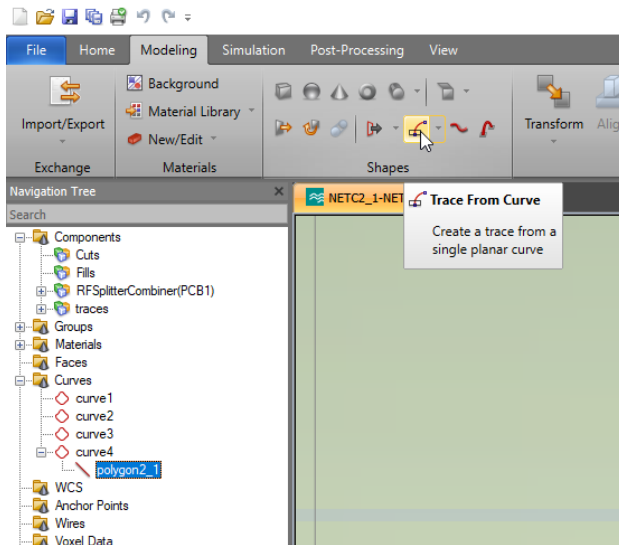 File Home Modeling Simulation Post-Processing View
Import/Export
Background
Material Library
New/Edit
Transform
Exchange Materials Shapes
Navigation Tree
Search
Components
Cuts
Fills
RFSplitterCombiner(PCB1)
traces
Groups
Materials
Faces
Curves
curve1
curve2
curve3
curve4
polygon2_1
WCS
Anchor Points
Wires
Voxel Data
NETC2_1-NET
Trace From Curve
Create a trace from a
single planar curve